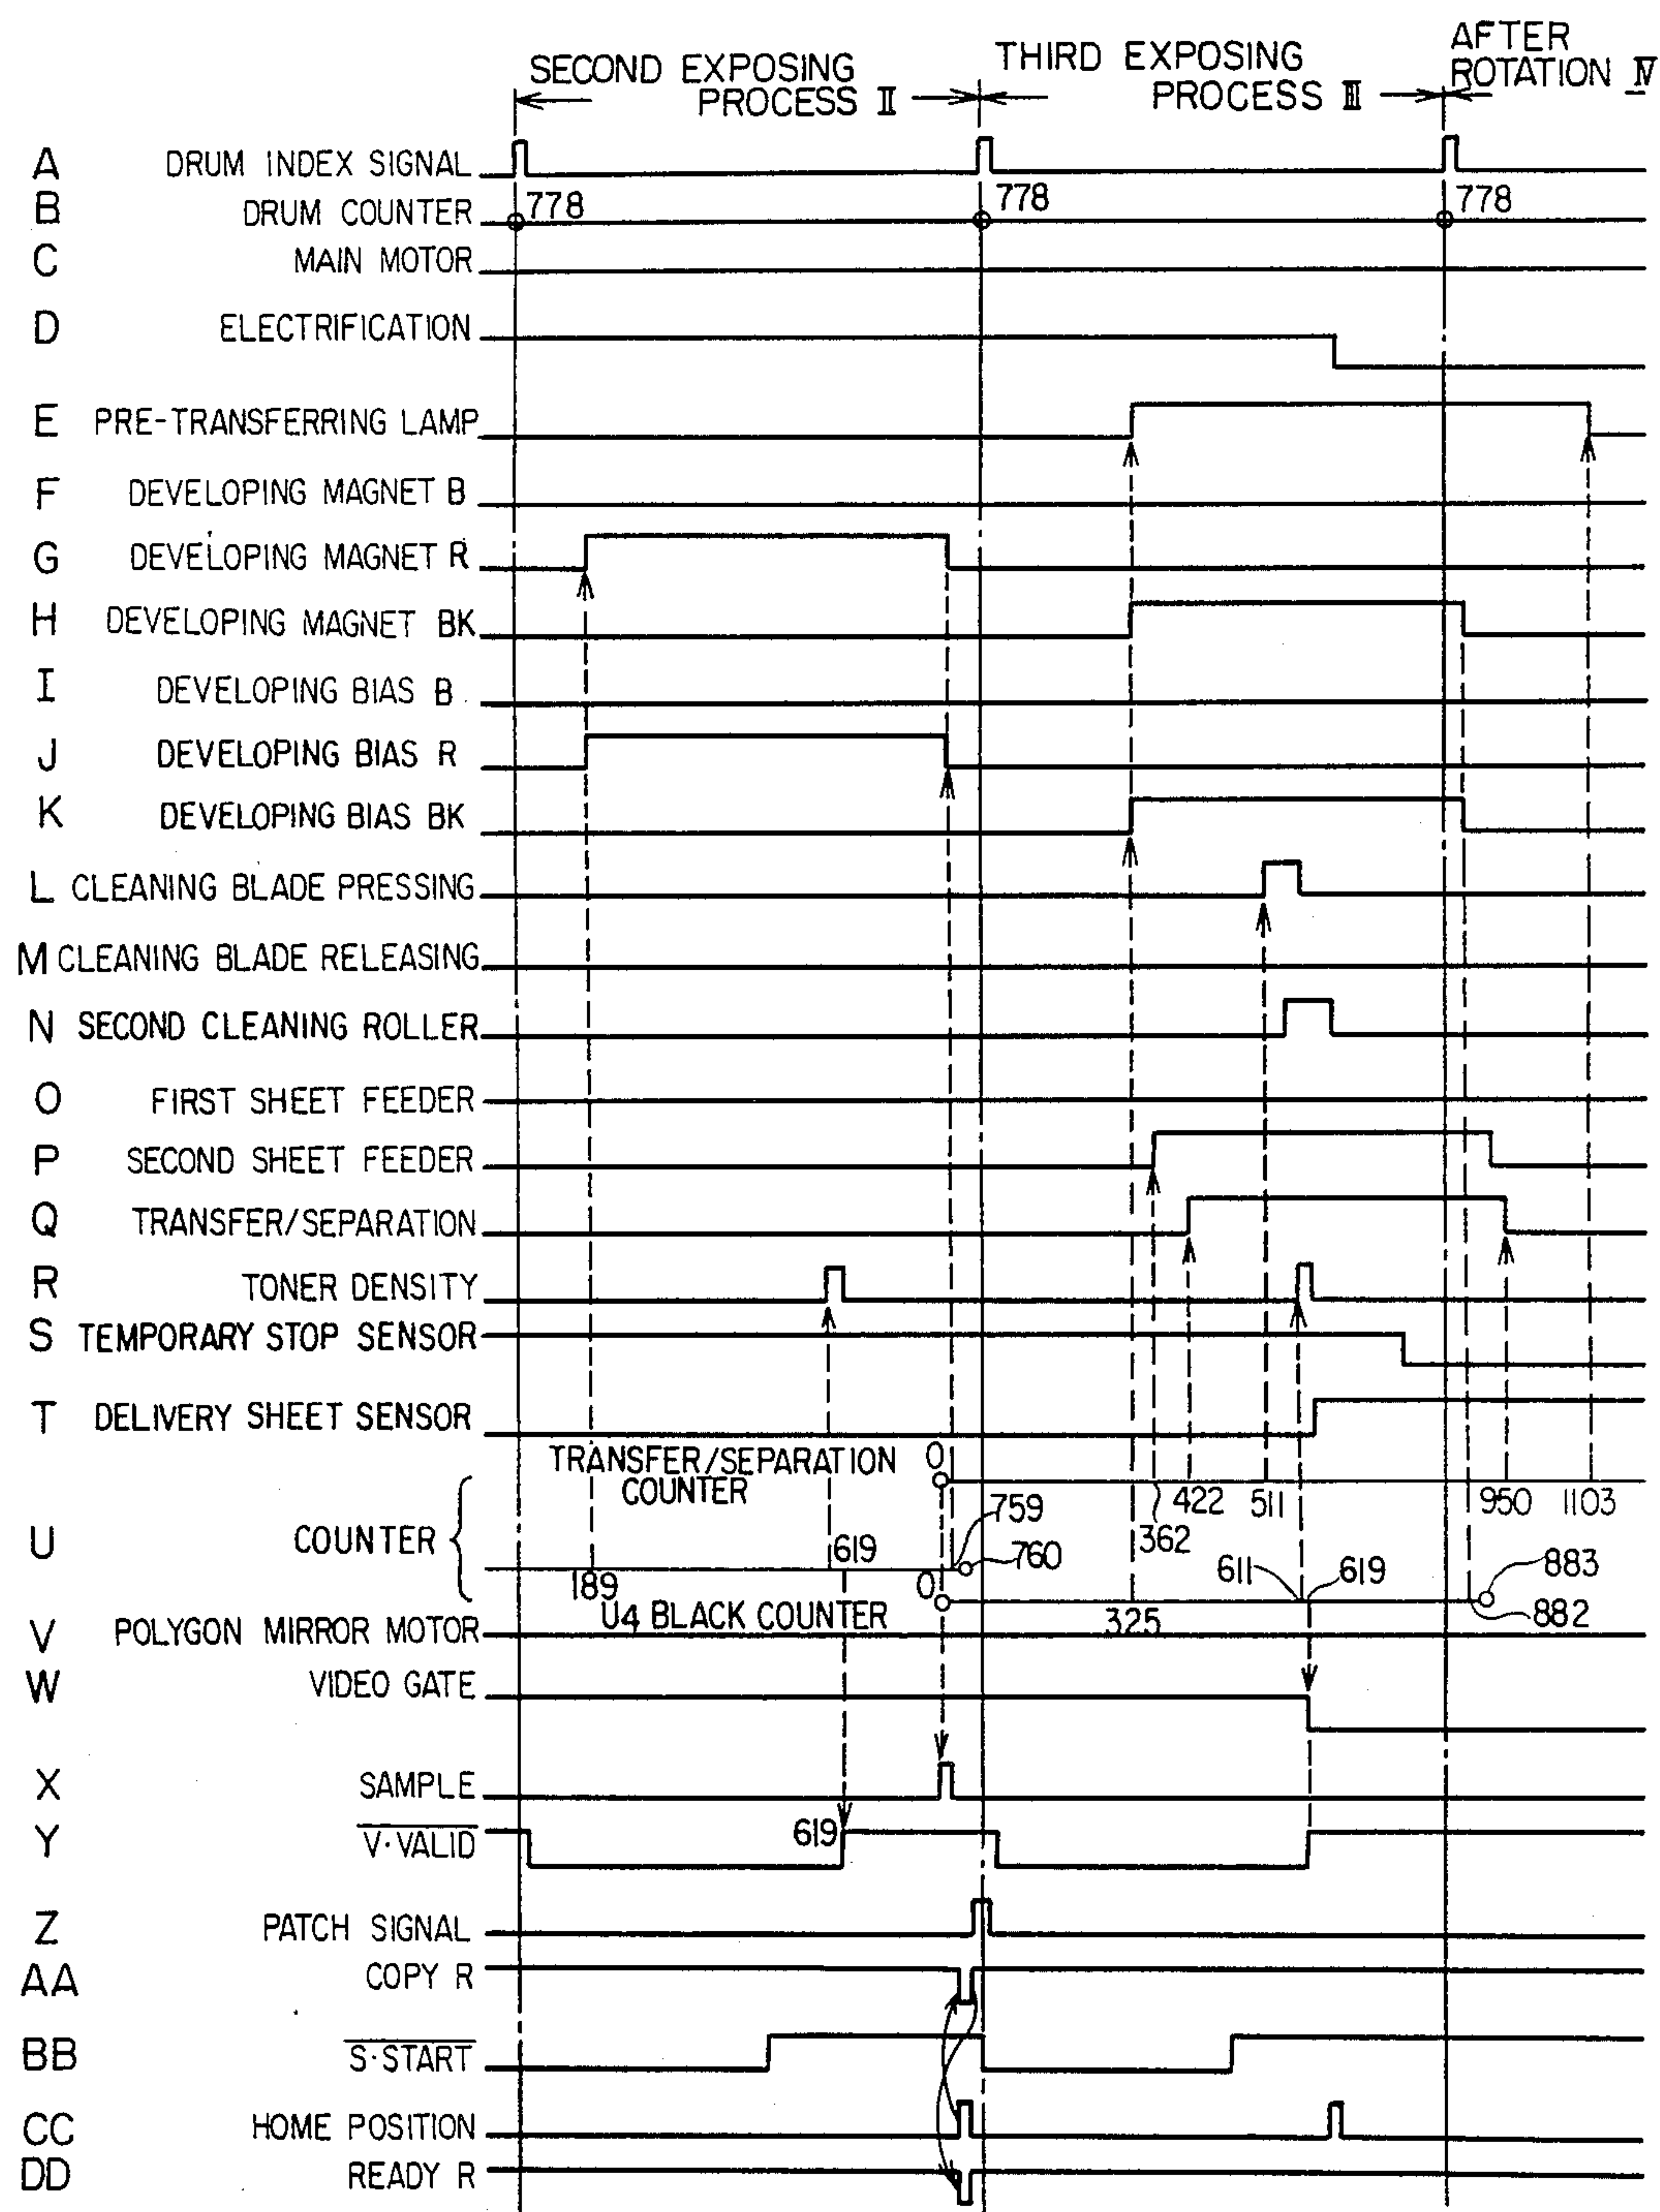 SECOND EXPOSING PROCESS II
THIRD EXPOSING PROCESS III
AFTER ROTATION IV
A DRUM INDEX SIGNAL
B DRUM COUNTER 778 778 778
C MAIN MOTOR
D ELECTRIFICATION
E PRE-TRANSFERRING LAMP
F DEVELOPING MAGNET B
G DEVELOPING MAGNET R
H DEVELOPING MAGNET BK
I DEVELOPING BIAS B
J DEVELOPING BIAS R
K DEVELOPING BIAS BK
L CLEANING BLADE PRESSING
M CLEANING BLADE RELEASING
N SECOND CLEANING ROLLER
O FIRST SHEET FEEDER
P SECOND SHEET FEEDER
Q TRANSFER/SEPARATION
R TONER DENSITY
S TEMPORARY STOP SENSOR
T DELIVERY SHEET SENSOR
TRANSFER/SEPARATION COUNTER 0
759 362 422 511 950 1103
U COUNTER
189 619 760
0 611 619 883
U4 BLACK COUNTER 325 882
V POLYGON MIRROR MOTOR
W VIDEO GATE
X SAMPLE
Y V·VALID 619
Z PATCH SIGNAL
AA COPY R
BB S·START
CC HOME POSITION
DD READY R